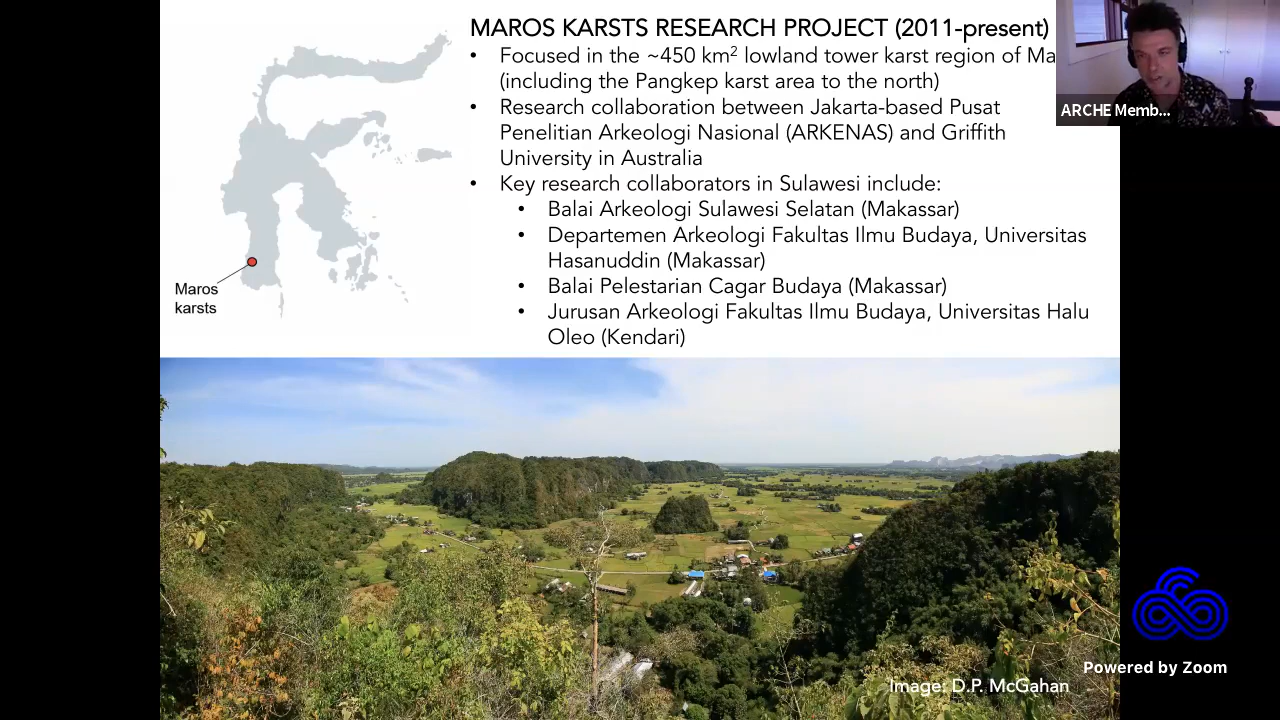 MAROS KARSTS RESEARCH PROJECT (2011-present)
• Focused in the ~450 km² lowland tower karst region of Ma
(including the Pangkep karst area to the north)
• Research collaboration between Jakarta-based Pusat
Penelitian Arkeologi Nasional (ARKENAS) and Griffith
University in Australia
• Key research collaborators in Sulawesi include:
• Balai Arkeologi Sulawesi Selatan (Makassar)
• Departemen Arkeologi Fakultas Ilmu Budaya, Universitas
Hasanuddin (Makassar)
• Balai Pelestarian Cagar Budaya (Makassar)
• Jurusan Arkeologi Fakultas Ilmu Budaya, Universitas Halu
Oleo (Kendari)
Maros
karsts
ARCHE Memb...
Powered by Zoom
Image: D.P. McGahan